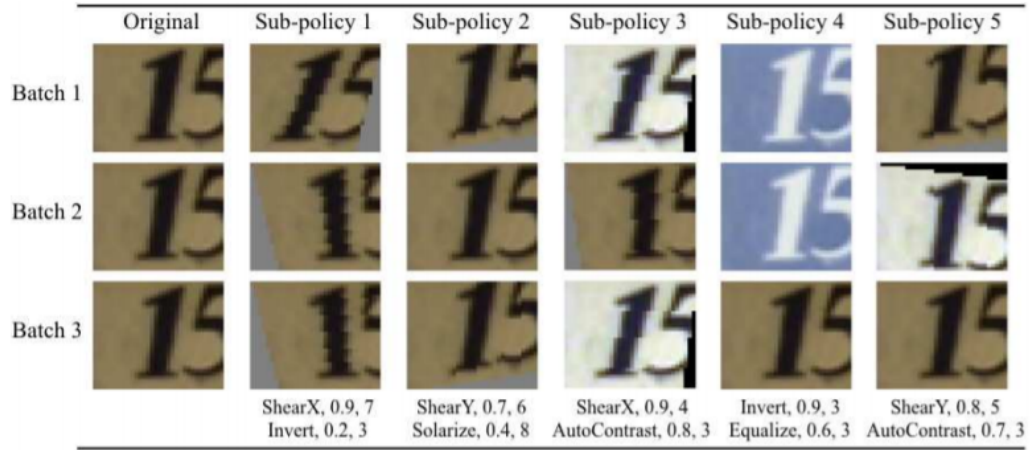 Original Sub-policy 1 Sub-policy 2 Sub-policy 3 Sub-policy 4 Sub-policy 5
Batch 1 15 15 15 15 15 15
Batch 2 15 15 15 15 15 15
Batch 3 15 15 15 15 15 15
ShearX, 0.9, 7 ShearY, 0.7, 6 ShearX, 0.9, 4 Invert, 0.9, 3 ShearY, 0.8, 5
Invert, 0.2, 3 Solarize, 0.4, 8 AutoContrast, 0.8, 3 Equalize, 0.6, 3 AutoContrast, 0.7, 3